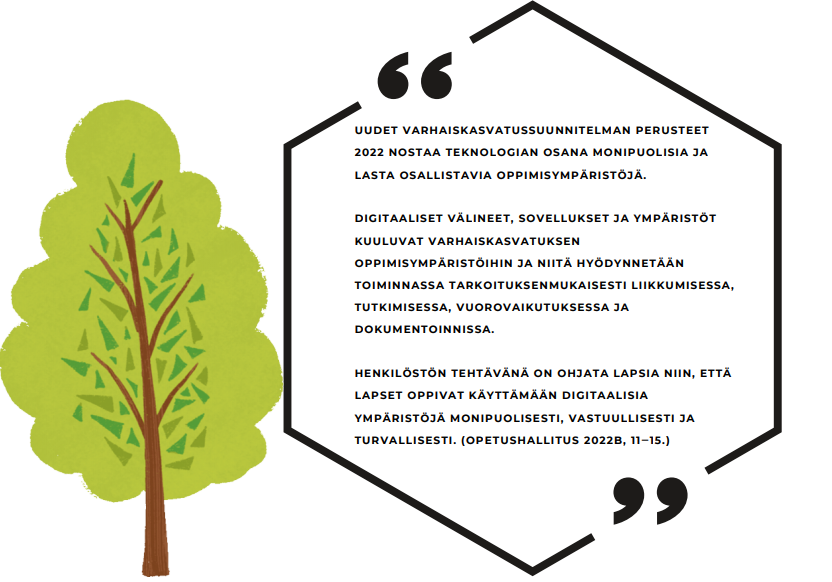 UUDET VARHAISKASVATUSSUUNNITELMAN PERUSTEET
2022 NOSTAA TEKNOLOGIAN OSANA MONIPUOLISIA JA
LASTA OSALLISTAVIA OPPIMISYMPÄRISTÖJÄ.
DIGITAALISET VÄLINEET, SOVELLUKSET JA YMPÄRISTÖT
KUULUVAT VARHAISKASVATUKSEN
OPPIMISYMPÄRISTÖIHIN JA NIITÄ HYÖDYNNETÄÄN
TOIMINNASSA TARKOITUKSENMUKAISESTI LIIKKUMISESSA,
TUTKIMISESSA, VUOROVAIKUTUKSESSA JA
DOKUMENTOINNISSA.
HENKILÖSTÖN TEHTÄVÄNÄ ON OHJATA LAPSIA NIIN, ETTÄ
LAPSET OPPIVAT KÄYTTÄMÄÄN DIGITAALISIA
YMPÄRISTÖJÄ MONIPUOLISESTI, VASTUULLISESTI JA
TURVALLISESTI. (OPETUSHALLITUS 2022B, 11–15.)